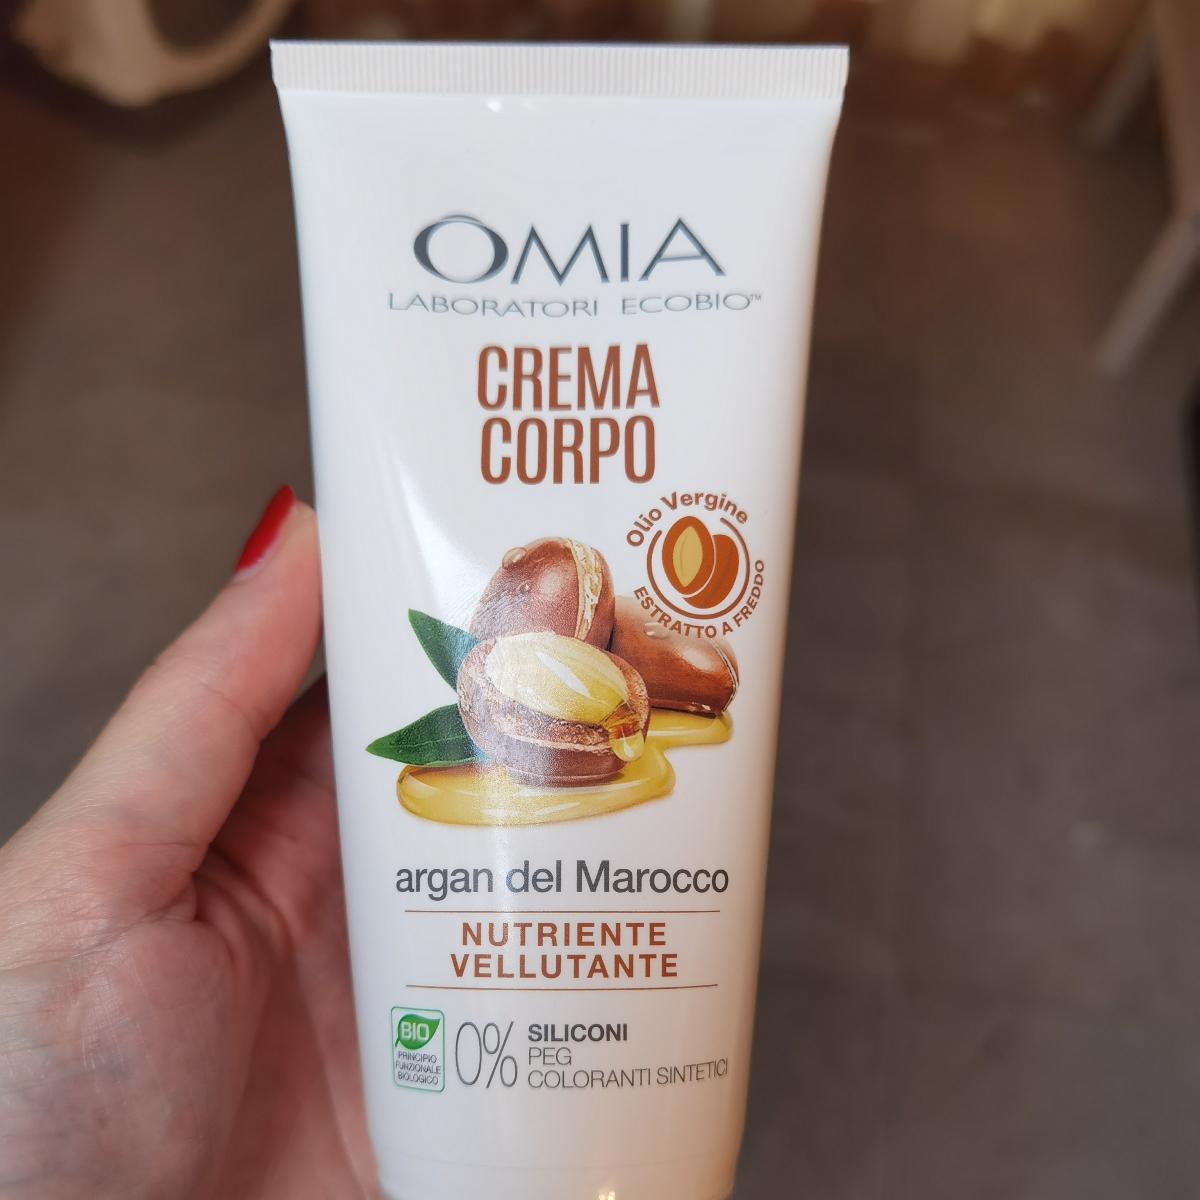 OMIA
LABORATORI ECOBIO™
CREMA
CORPO
Olio Vergine
ESTRATTO A FREDDO
argan del Marocco
NUTRIENTE
VELLUTANTE
BIO
PRINCIPIO
FUNZIONALE
BIOLOGICO
0%
SILICONI
PEG
COLORANTI SINTETICI